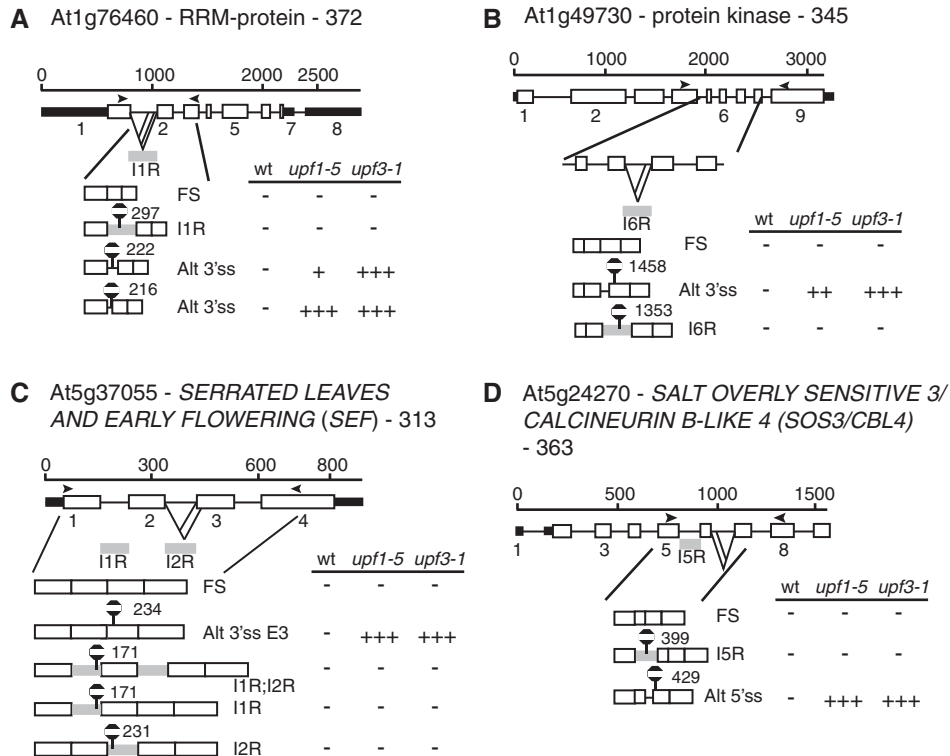 A At1g76460 - RRM-protein - 372
0 1000 2000 2500
1 2 5 7 8
I1R
wt upf1-5 upf3-1
FS - - -
297
I1R - - -
222
Alt 3'ss - + +++
216
Alt 3'ss - +++ +++
B At1g49730 - protein kinase - 345
0 1000 2000 3000
1 2 6 9
I6R
wt upf1-5 upf3-1
FS - - -
1458
Alt 3'ss - ++ +++
1353
I6R - - -
C At5g37055 - SERRATED LEAVES
AND EARLY FLOWERING (SEF) - 313
0 300 600 800
1 2 3 4
I1R I2R
wt upf1-5 upf3-1
FS - - -
234
Alt 3'ss E3 - +++ +++
171
I1R;I2R - - -
171
I1R - - -
231
I2R - - -
D At5g24270 - SALT OVERLY SENSITIVE 3/
CALCINEURIN B-LIKE 4 (SOS3/CBL4)
- 363
0 500 1000 1500
1 3 5 8
I5R
wt upf1-5 upf3-1
FS - - -
399
I5R - - -
429
Alt 5'ss - +++ +++